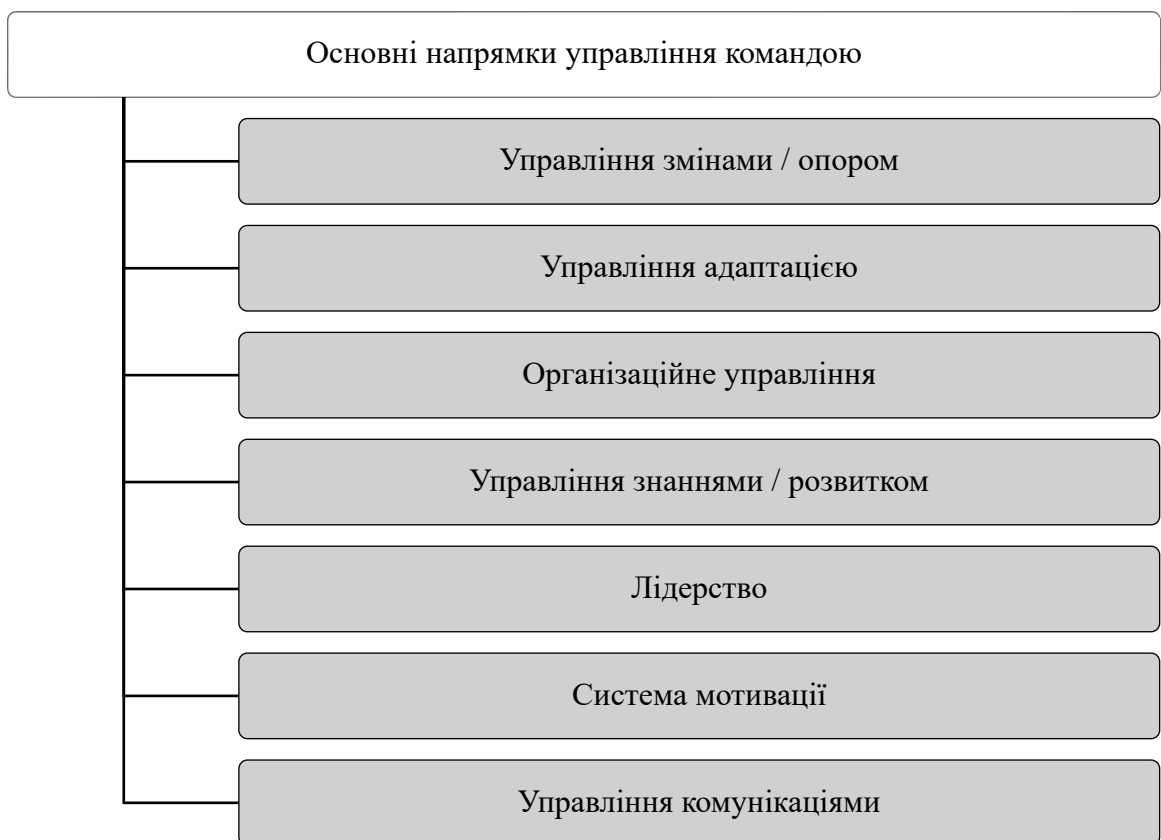 Основні напрямки управління командою
Управління змінами / опором
Управління адаптацією
Організаційне управління
Управління знаннями / розвитком
Лідерство
Система мотивації
Управління комунікаціями